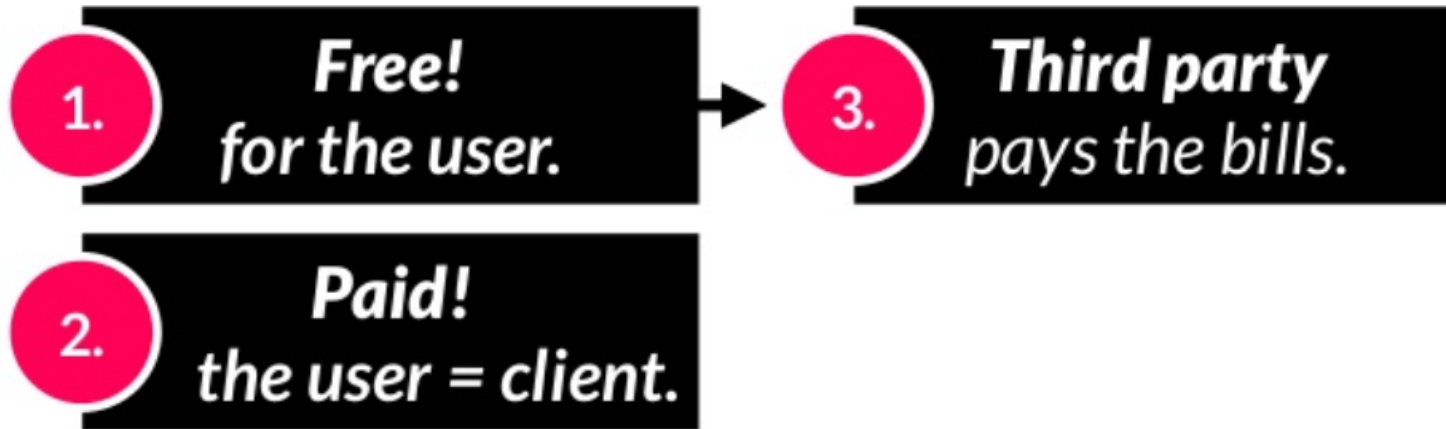 1.
Free!
for the user.
3.
Third party
pays the bills.
2.
Paid!
the user = client.